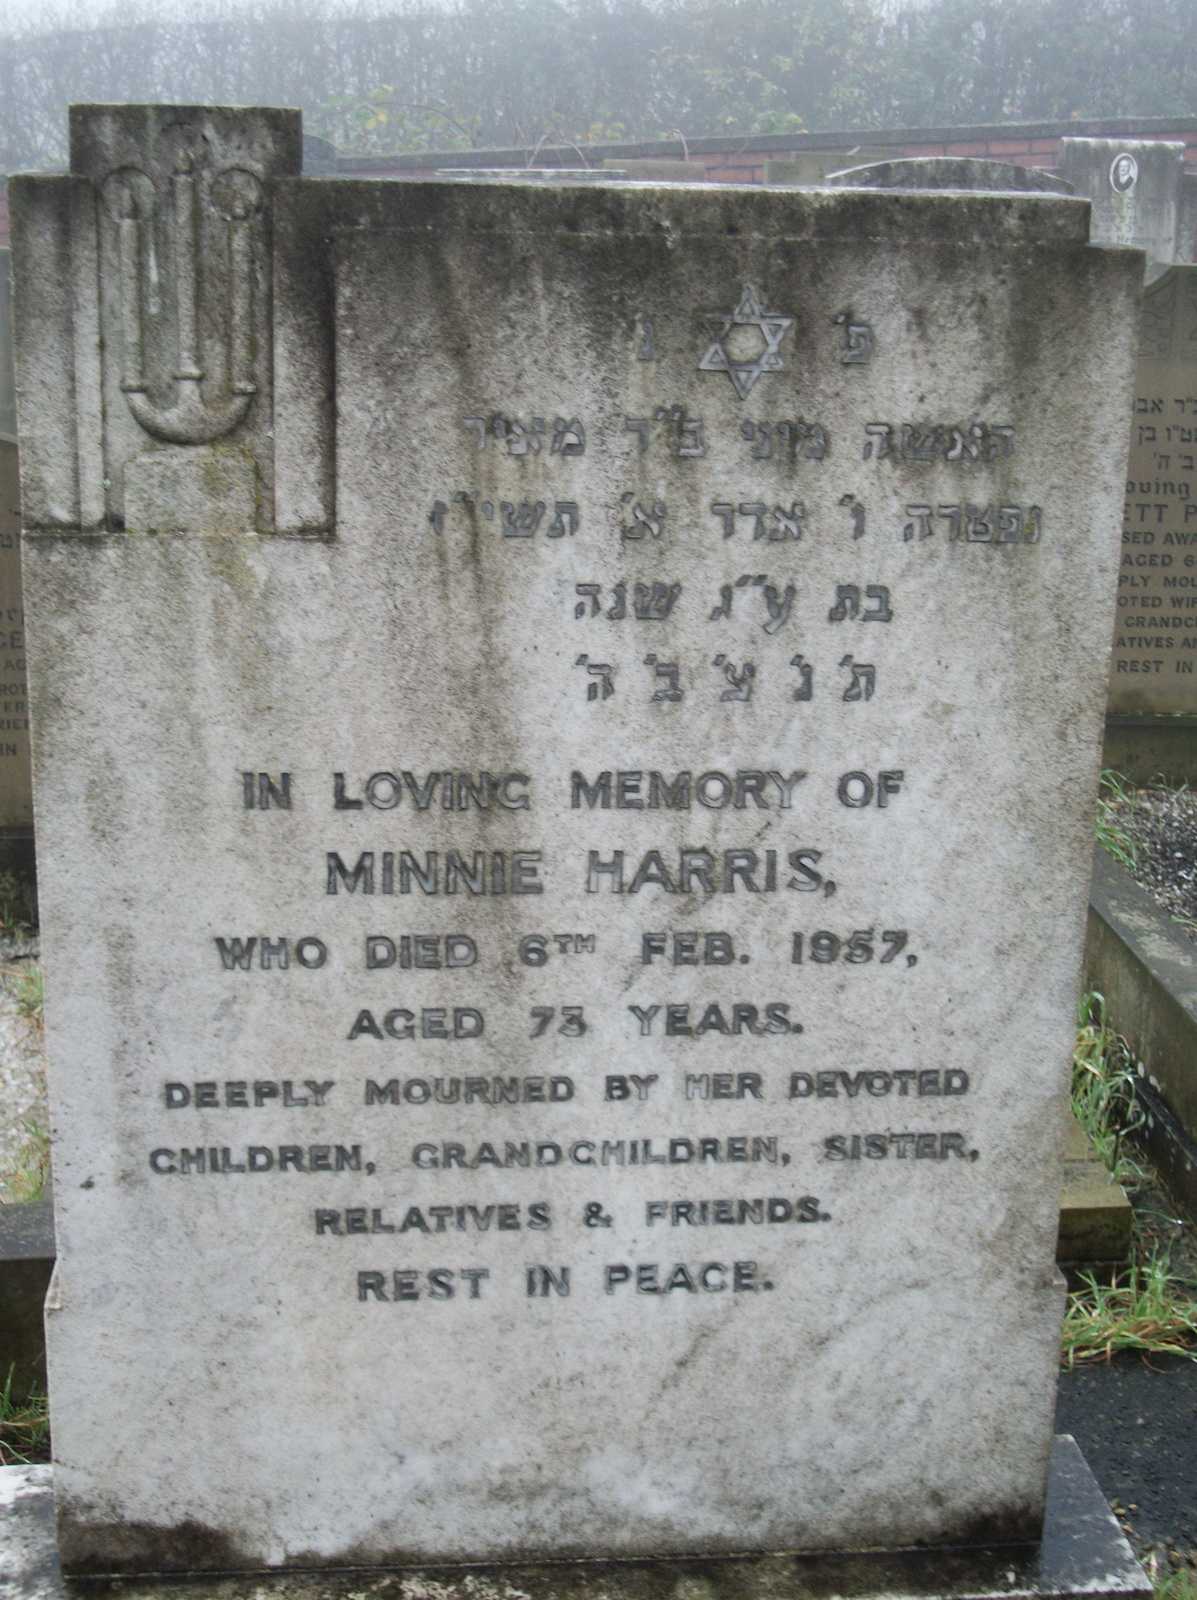 פ' נ
האשה מיני ב"ר מאיר
נפטרה ו' אדר א' תשי"ז
בת ע"ג שנה
ת' נ' צ' ב' ה'
IN LOVING MEMORY OF
MINNIE HARRIS,
WHO DIED 6TH FEB. 1957,
AGED 73 YEARS.
DEEPLY MOURNED BY HER DEVOTED
CHILDREN, GRANDCHILDREN, SISTER,
RELATIVES & FRIENDS.
REST IN PEACE.